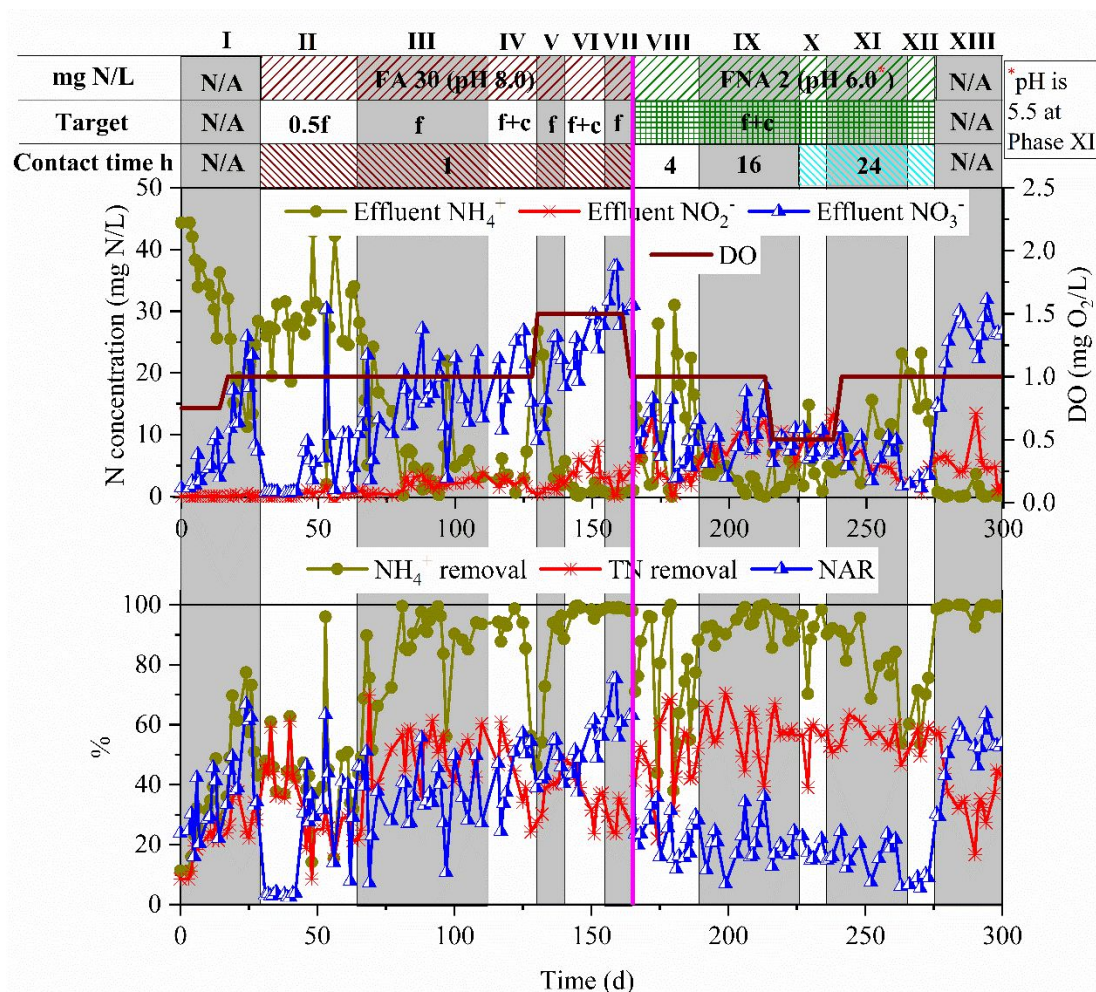 I II III IV V VI VII VIII IX X XI XII XIII
mg N/L N/A FA 30 (pH 8.0) FNA 2 (pH 6.0*) N/A
Target N/A 0.5f f f+c f f+c f f+c N/A
Contact time h N/A 1 4 16 24 N/A
*pH is
5.5 at
Phase XI
Effluent NH₄⁺ Effluent NO₂⁻ Effluent NO₃⁻
DO
N concentration (mg N/L)
50
40
30
20
10
0
DO (mg O₂/L)
2.5
2.0
1.5
1.0
0.5
0.0
0 50 100 150 200 250 300
NH₄⁺ removal TN removal NAR
%
100
80
60
40
20
0
0 50 100 150 200 250 300
Time (d)